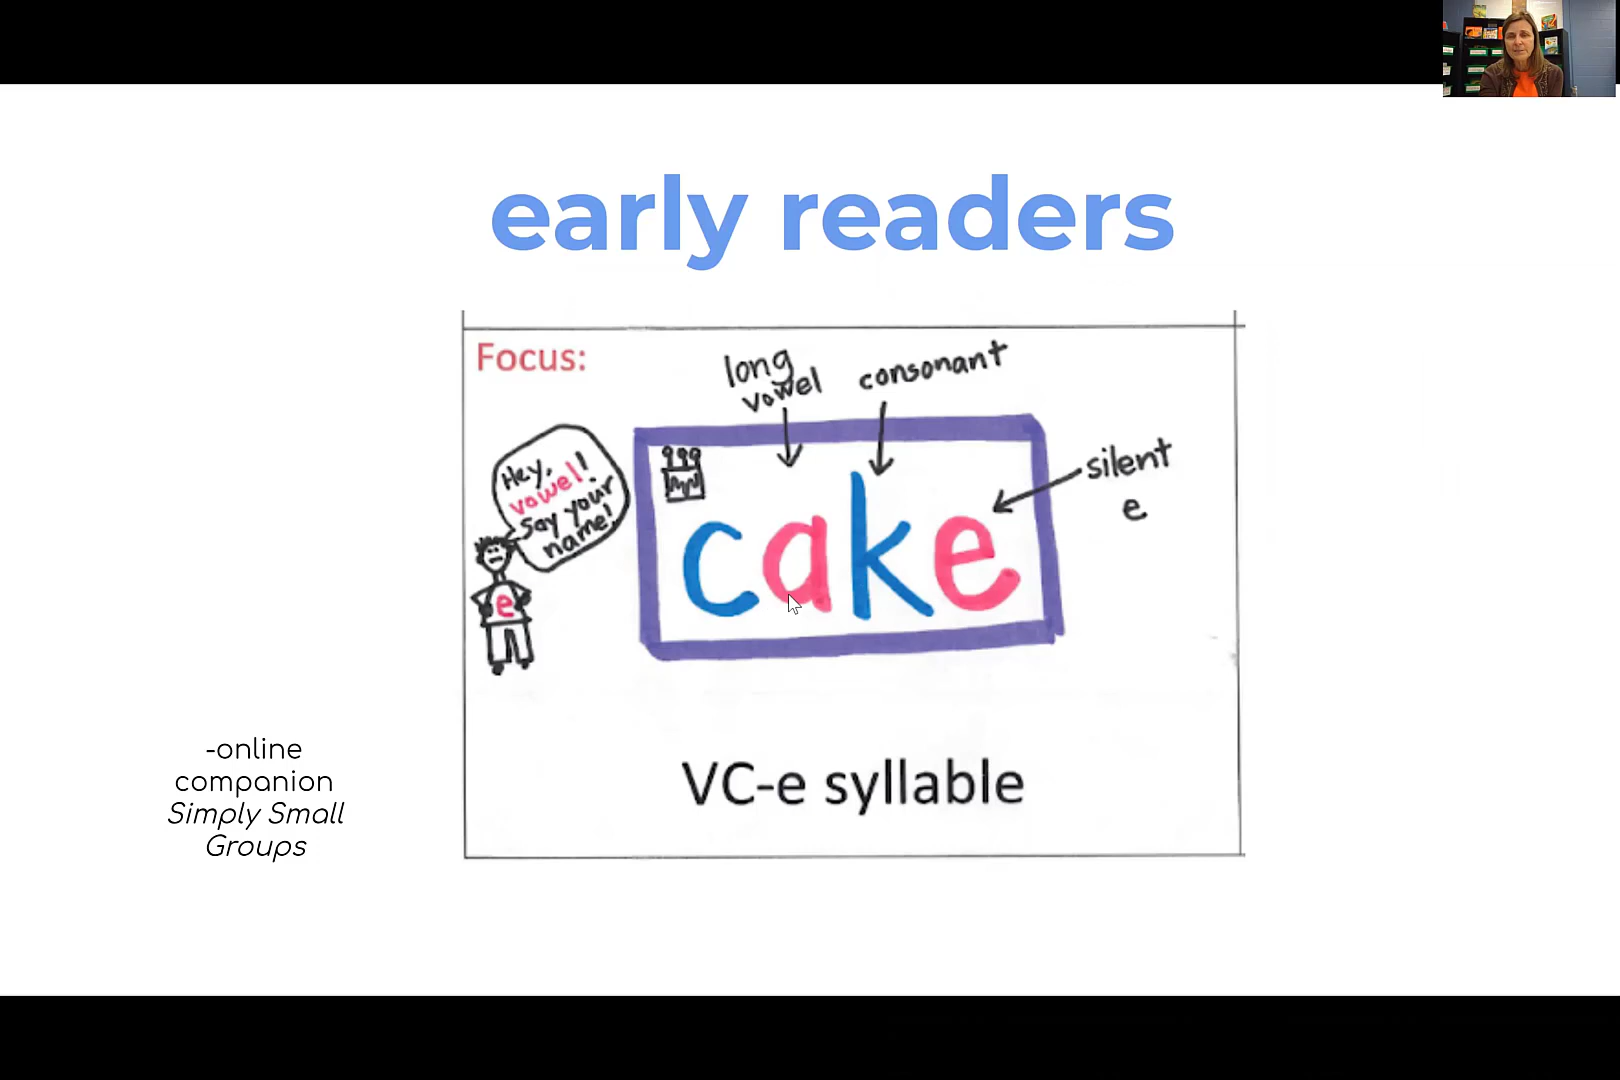 early readers
Focus:
long
vowel
consonant
silent
e
Hey,
vowel!
Say your
name!
e
cake
VC-e syllable
-online
companion
Simply Small
Groups